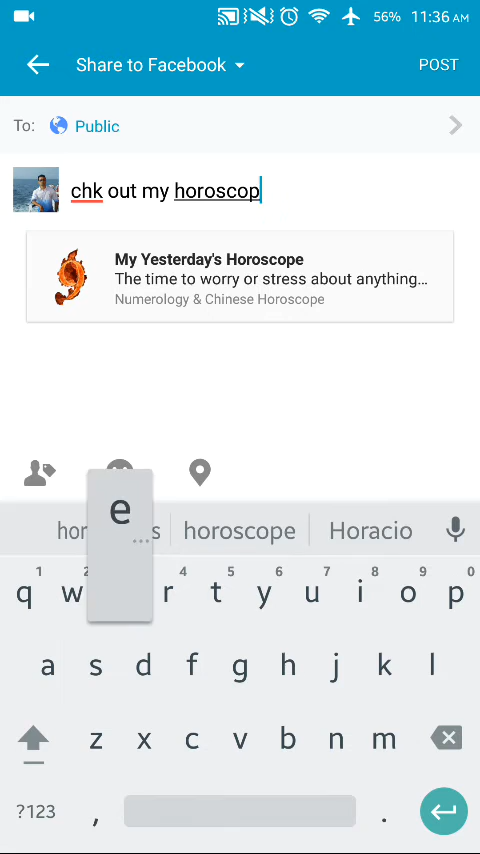 56% 11:36 AM
Share to Facebook POST
To: Public
chk out my horoscop
My Yesterday's Horoscope
The time to worry or stress about anything...
Numerology & Chinese Horoscope
e
...
horoscope Horacio
1 2 4 5 6 7 8 9 0
q w r t y u i o p
a s d f g h j k l
z x c v b n m
?123 , .